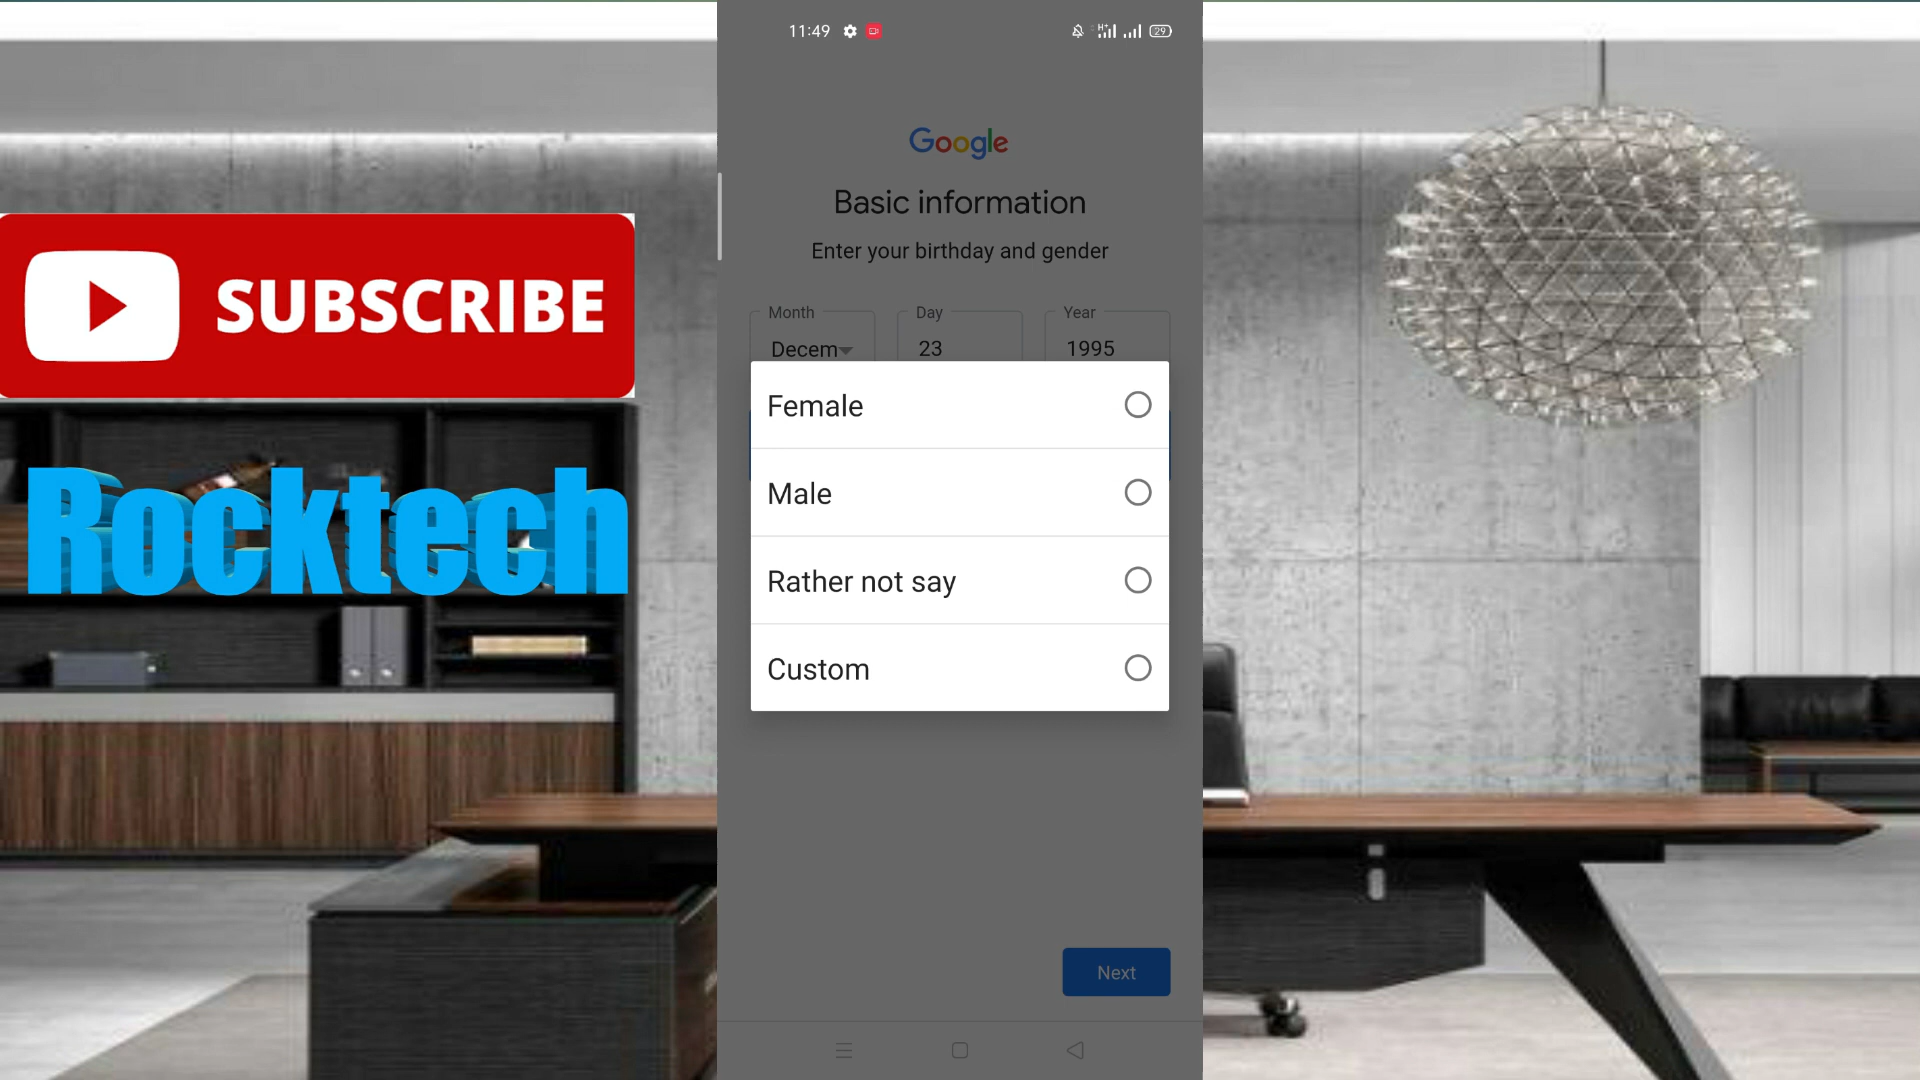 11:49
H+
29
Google
Basic information
Enter your birthday and gender
Month
Day
Year
Decem
23
1995
Female
Male
Rather not say
Custom
Next
SUBSCRIBE
Rocktech